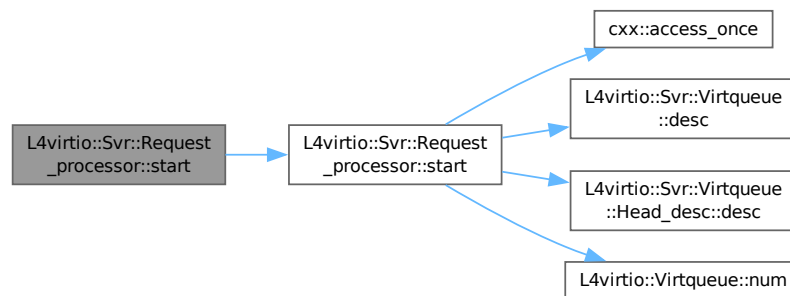 L4virtio::Svr::Request
_processor::start
L4virtio::Svr::Request
_processor::start
cxx::access_once
L4virtio::Svr::Virtqueue
::desc
L4virtio::Svr::Virtqueue
::Head_desc::desc
L4virtio::Virtqueue::num